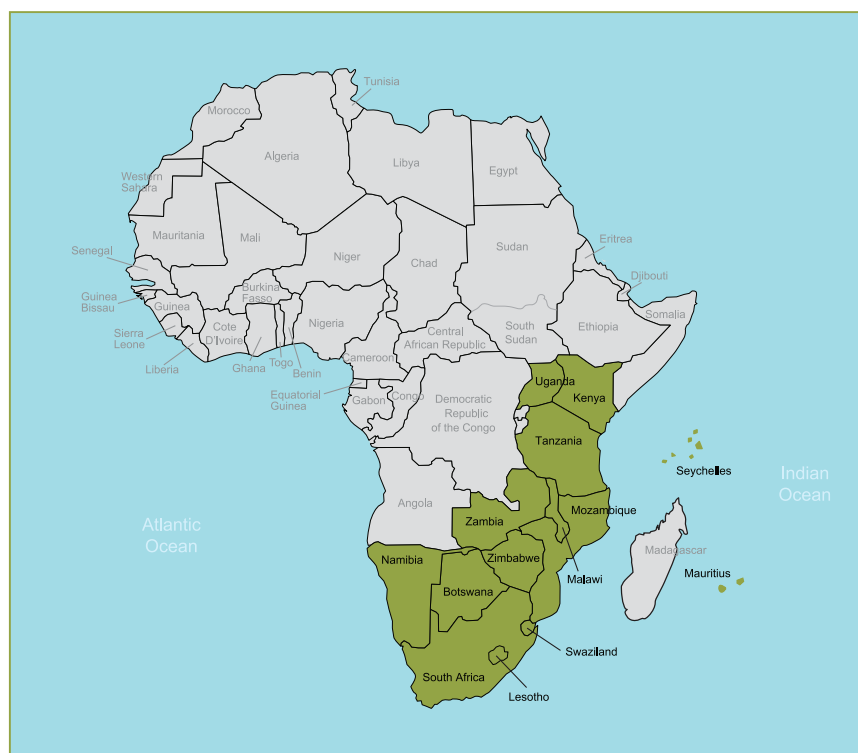 Tunisia
Morocco
Algeria
Libya
Egypt
Western
Sahara
Mauritania
Mali
Niger
Chad
Sudan
Eritrea
Senegal
Djibouti
Guinea
Bissau
Guinea
Burkina
Fasso
Nigeria
Somalia
Ethiopia
South
Sudan
Central
African Republic
Sierra
Leone
Cote
D'Ivoire
Liberia
Ghana
Togo
Benin
Cameroon
Equatorial
Guinea
Gabon
Congo
Democratic
Republic
of the Congo
Uganda
Kenya
Tanzania
Seychelles
Indian
Ocean
Angola
Zambia
Mozambique
Atlantic
Ocean
Madagascar
Namibia
Zimbabwe
Malawi
Mauritius
Botswana
Swaziland
South Africa
Lesotho